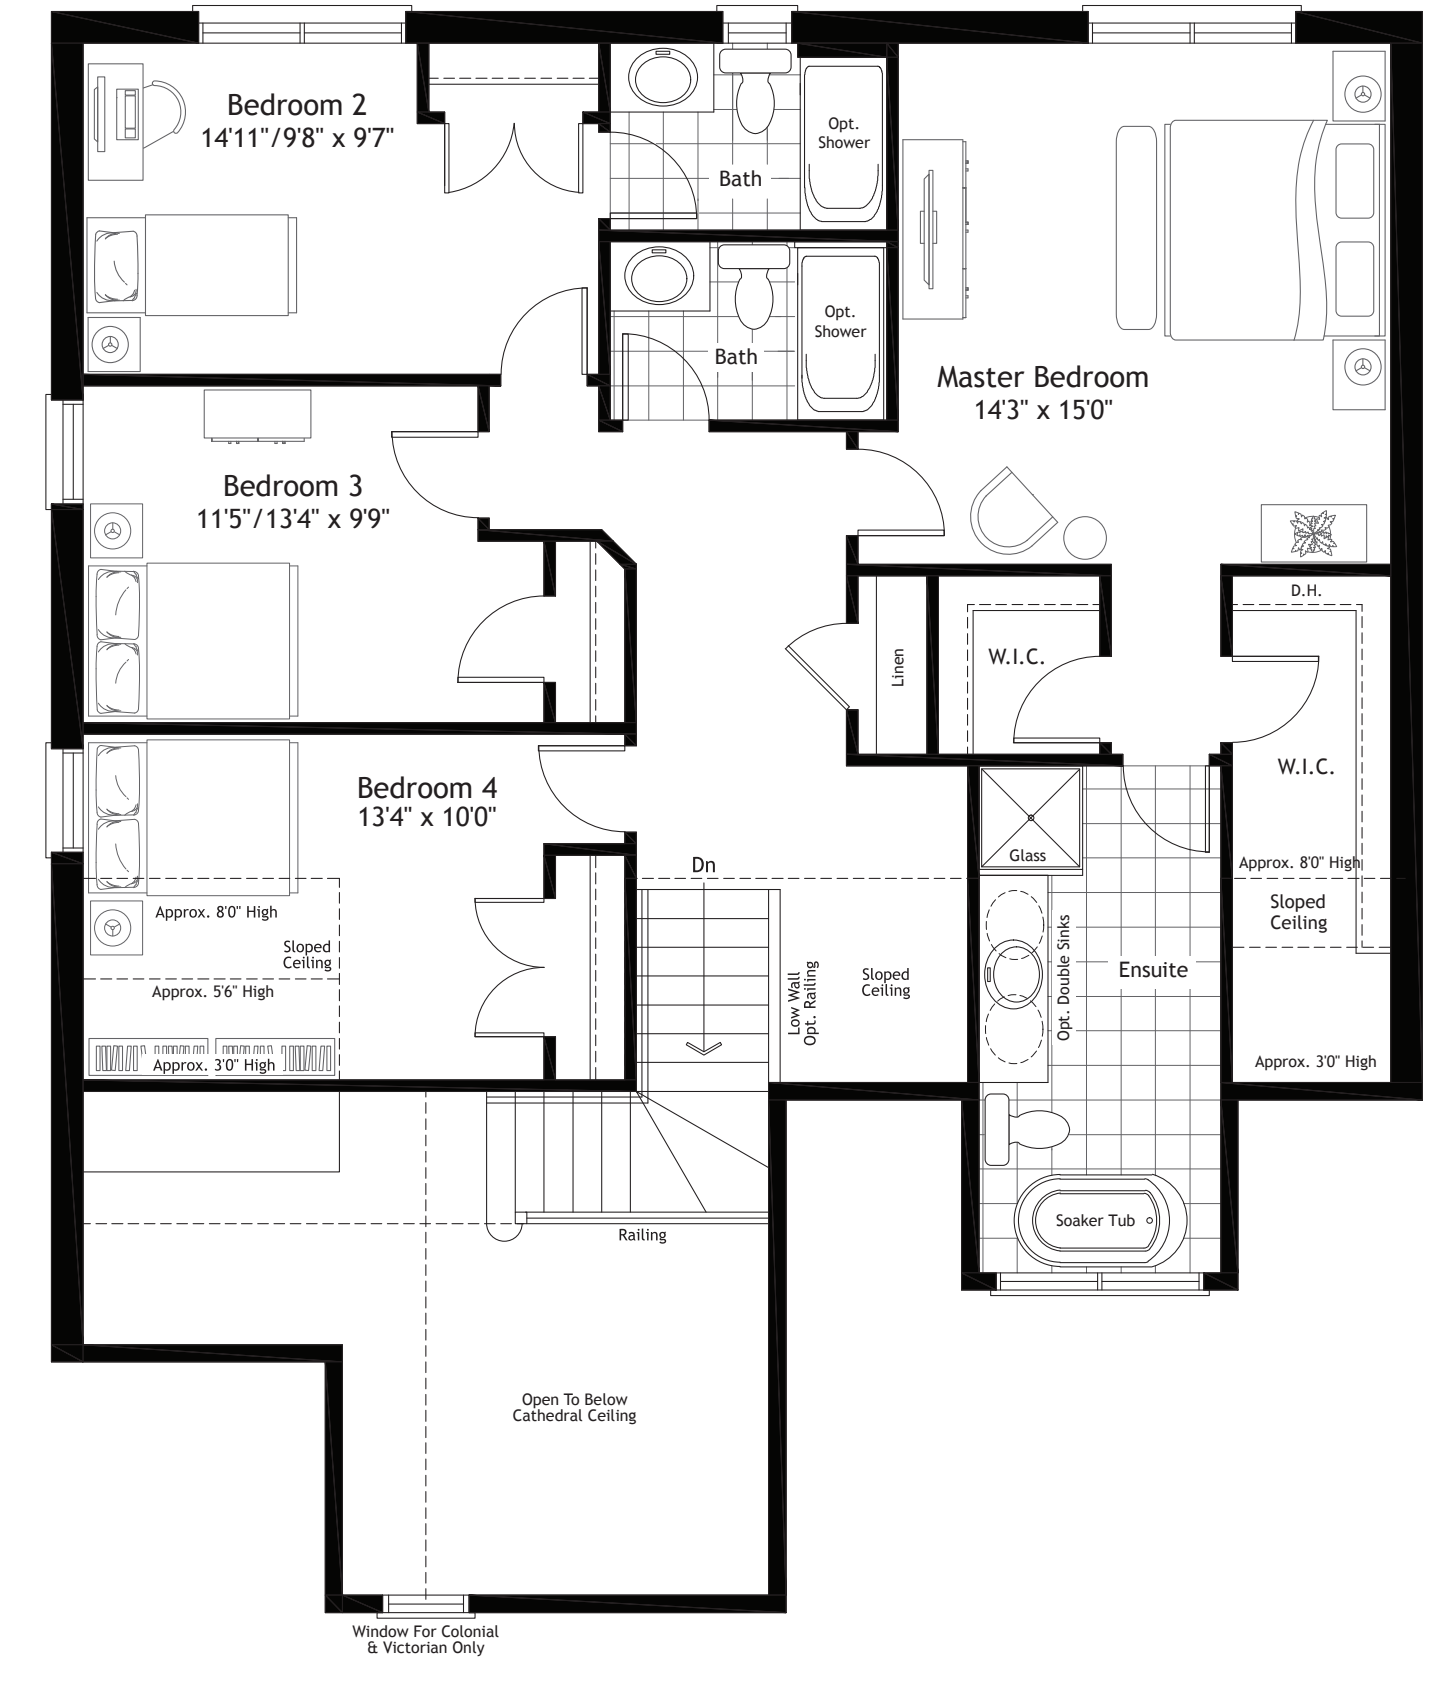 Bedroom 2
14'11"/9'8" x 9'7"
Bath
Opt.
Shower
Bath
Opt.
Shower
Master Bedroom
14'3" x 15'0"
Bedroom 3
11'5"/13'4" x 9'9"
Linen
W.I.C.
D.H.
W.I.C.
Approx. 8'0" High
Sloped
Ceiling
Approx. 3'0" High
Bedroom 4
13'4" x 10'0"
Approx. 8'0" High
Sloped
Ceiling
Approx. 5'6" High
Approx. 3'0" High
Dn
Low Wall
Opt. Railing
Sloped
Ceiling
Glass
Opt. Double Sinks
Ensuite
Soaker Tub
Railing
Open To Below
Cathedral Ceiling
Window For Colonial
& Victorian Only